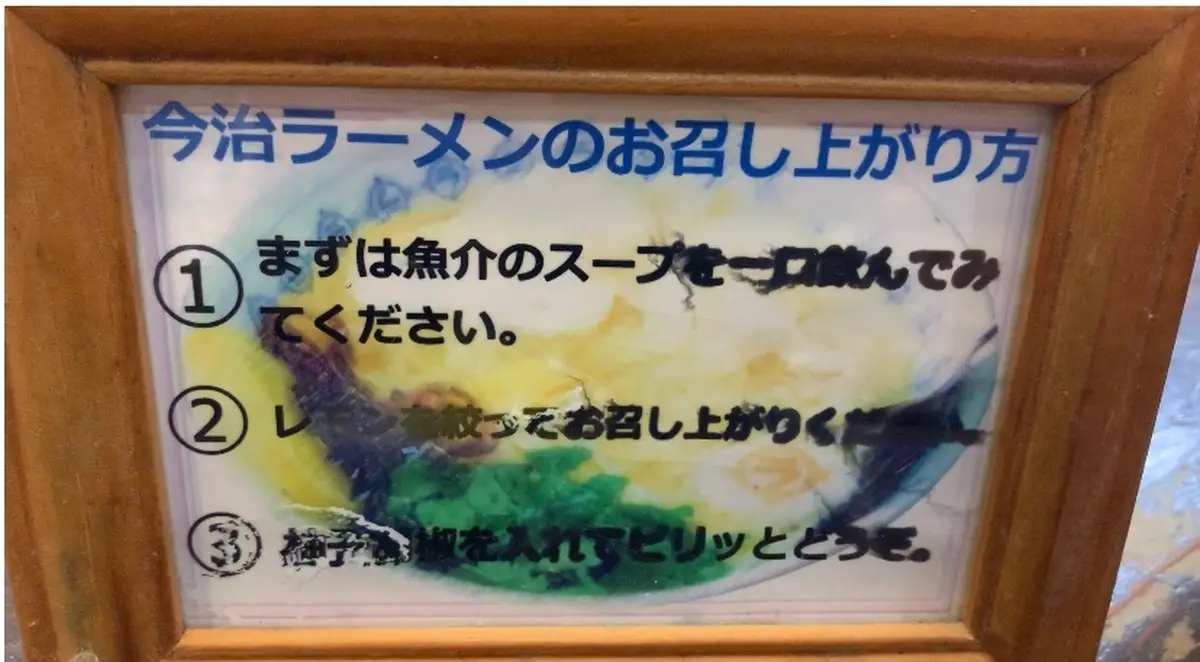 今治ラーメンのお召し上がり方
① まずは魚介のスープを一口飲んでみ
てください。
② レモンを絞ってお召し上がりくだ
③ 柚子胡椒を入れてピリッとどうぞ。